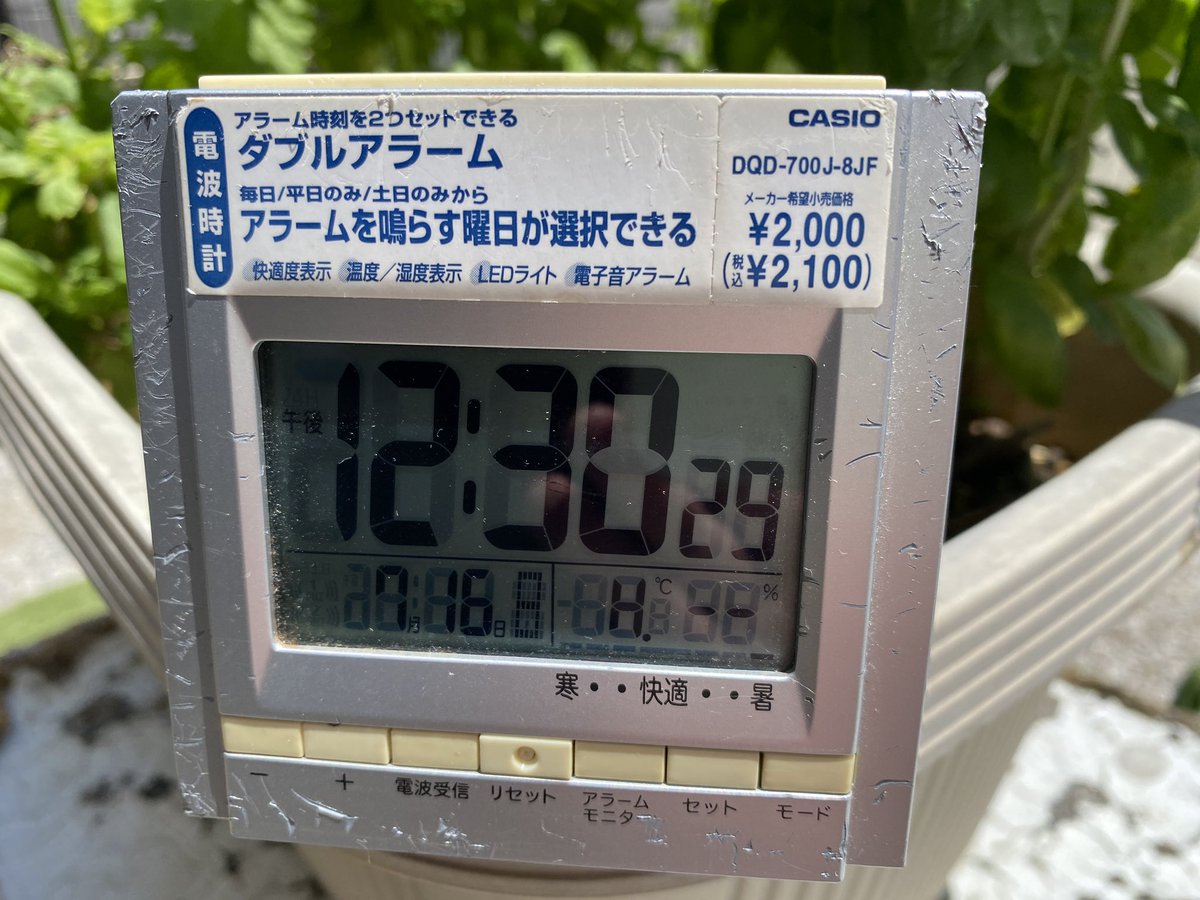 電波時計
アラーム時刻を2つセットできる
ダブルアラーム
毎日/平日のみ/土日のみから
アラームを鳴らす曜日が選択できる
快適度表示 温度/湿度表示 LEDライト 電子音アラーム
CASIO
DQD-700J-8JF
メーカー希望小売価格
¥2,000
(税込¥2,100)
午後 12:30 29
7月 16日
℃ -- %
寒・・快適・・暑
− + 電波受信 リセット アラームモニター セット モード